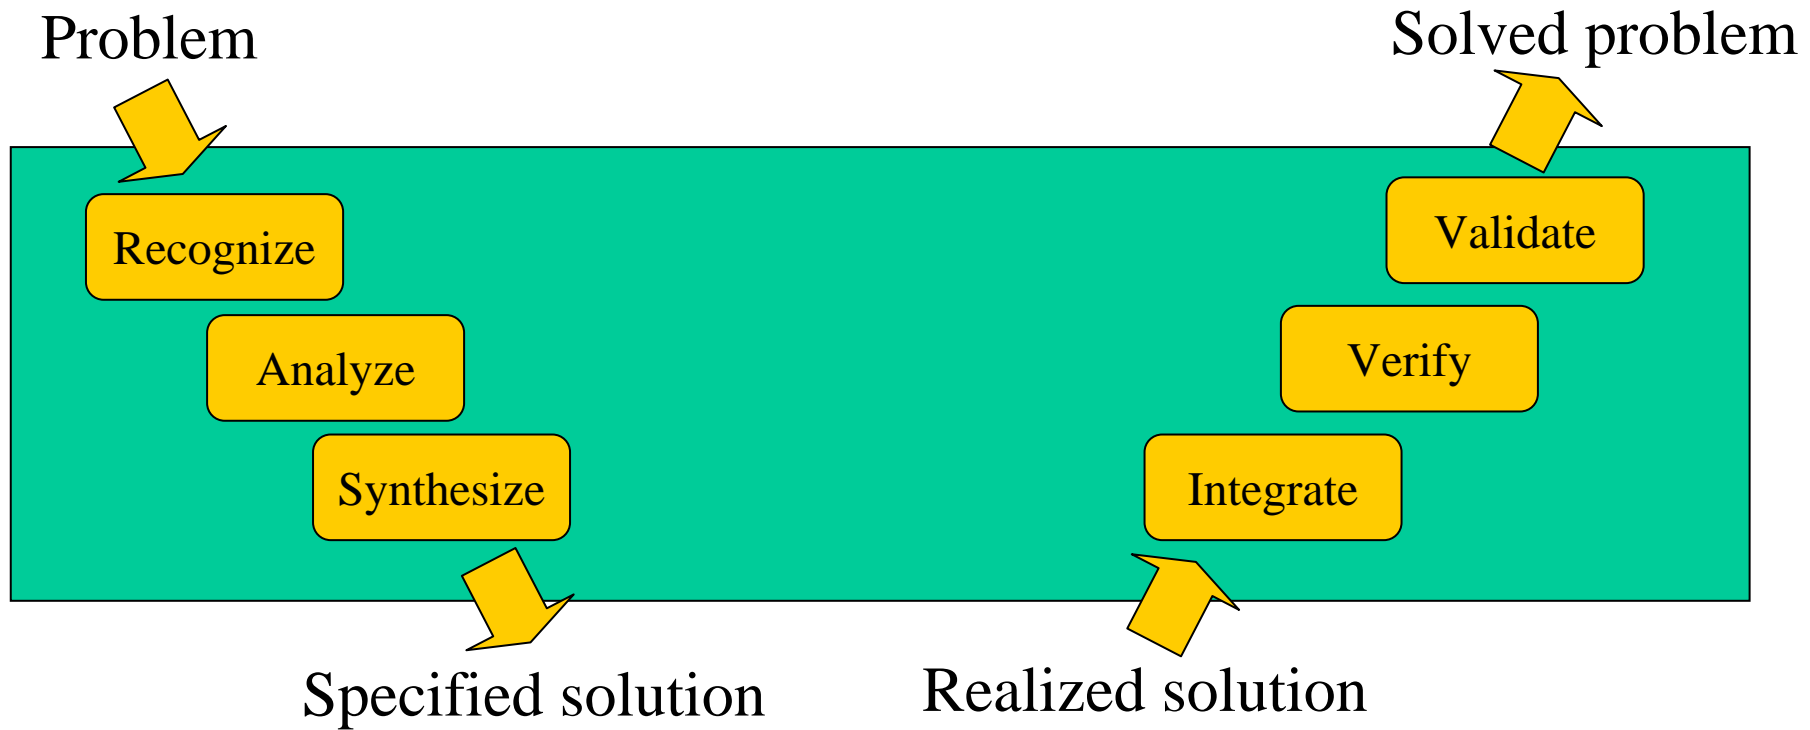 Problem
Solved problem
Recognize
Validate
Analyze
Verify
Synthesize
Integrate
Specified solution
Realized solution